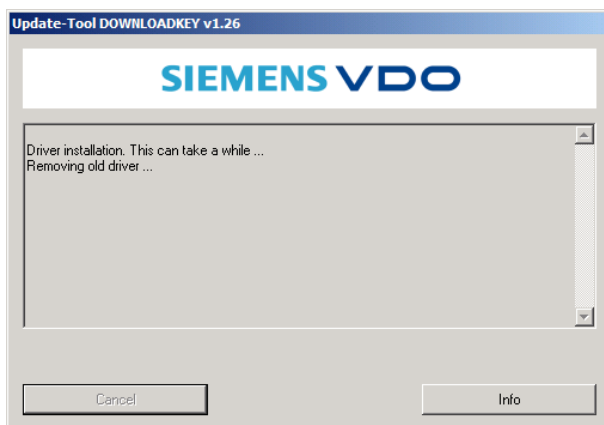 Update-Tool DOWNLOADKEY v1.26
SIEMENS VDO
Driver installation. This can take a while ...
Removing old driver ...
Cancel
Info